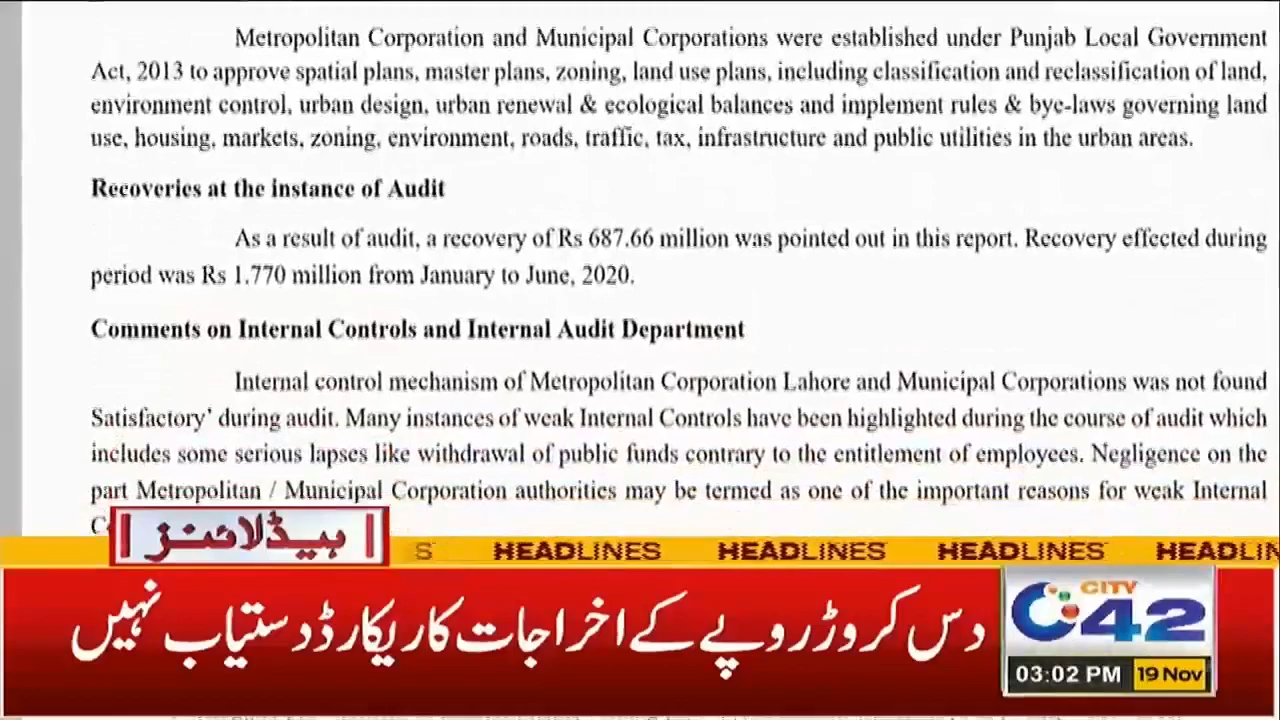 Metropolitan Corporation and Municipal Corporations were established under Punjab Local Government
Act, 2013 to approve spatial plans, master plans, zoning, land use plans, including classification and reclassification of land,
environment control, urban design, urban renewal & ecological balances and implement rules & bye-laws governing land
use, housing, markets, zoning, environment, roads, traffic, tax, infrastructure and public utilities in the urban areas.
Recoveries at the instance of Audit
As a result of audit, a recovery of Rs 687.66 million was pointed out in this report. Recovery effected during
period was Rs 1.770 million from January to June, 2020.
Comments on Internal Controls and Internal Audit Department
Internal control mechanism of Metropolitan Corporation Lahore and Municipal Corporations was not found
Satisfactory' during audit. Many instances of weak Internal Controls have been highlighted during the course of audit which
includes some serious lapses like withdrawal of public funds contrary to the entitlement of employees. Negligence on the
part Metropolitan / Municipal Corporation authorities may be termed as one of the important reasons for weak Internal
ہیڈلائنز
S HEADLINES HEADLINES HEADLINES HEADLIN
دس کروڑ روپے کے اخراجات کا ریکارڈ دستیاب نہیں
CITY
42
03:02 PM 19 Nov